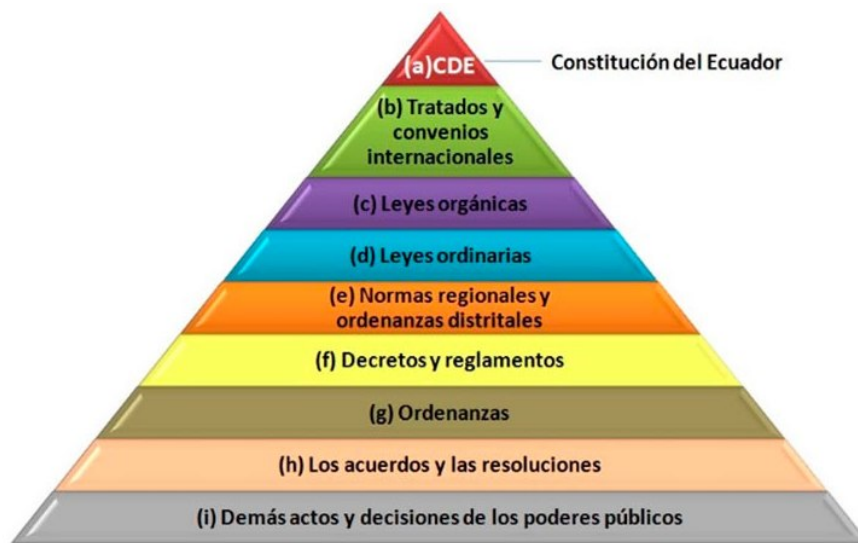 (a)CDE
Constitución del Ecuador
(b) Tratados y
convenios
internacionales
(c) Leyes orgánicas
(d) Leyes ordinarias
(e) Normas regionales y
ordenanzas distritales
(f) Decretos y reglamentos
(g) Ordenanzas
(h) Los acuerdos y las resoluciones
(i) Demás actos y decisiones de los poderes públicos